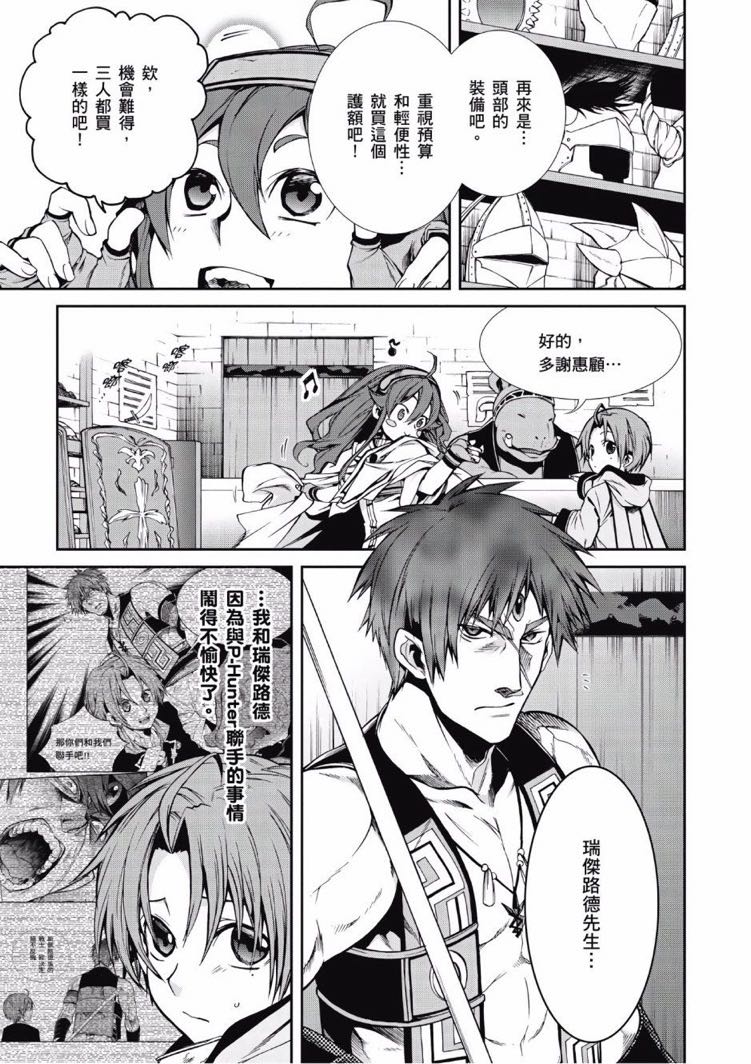 再來是…
頭部的
裝備吧。
重視預算
和輕便性…
就買這個
護額吧！
欸，
機會難得，
三人都買
一樣的吧！
好的，
多謝惠顧…
喀
喀
喀
瑞傑路德先生…
…我和瑞傑路德
因為與P-Hunter聯手的事情
鬧得不愉快了。
那你們和我們
聯手吧!!